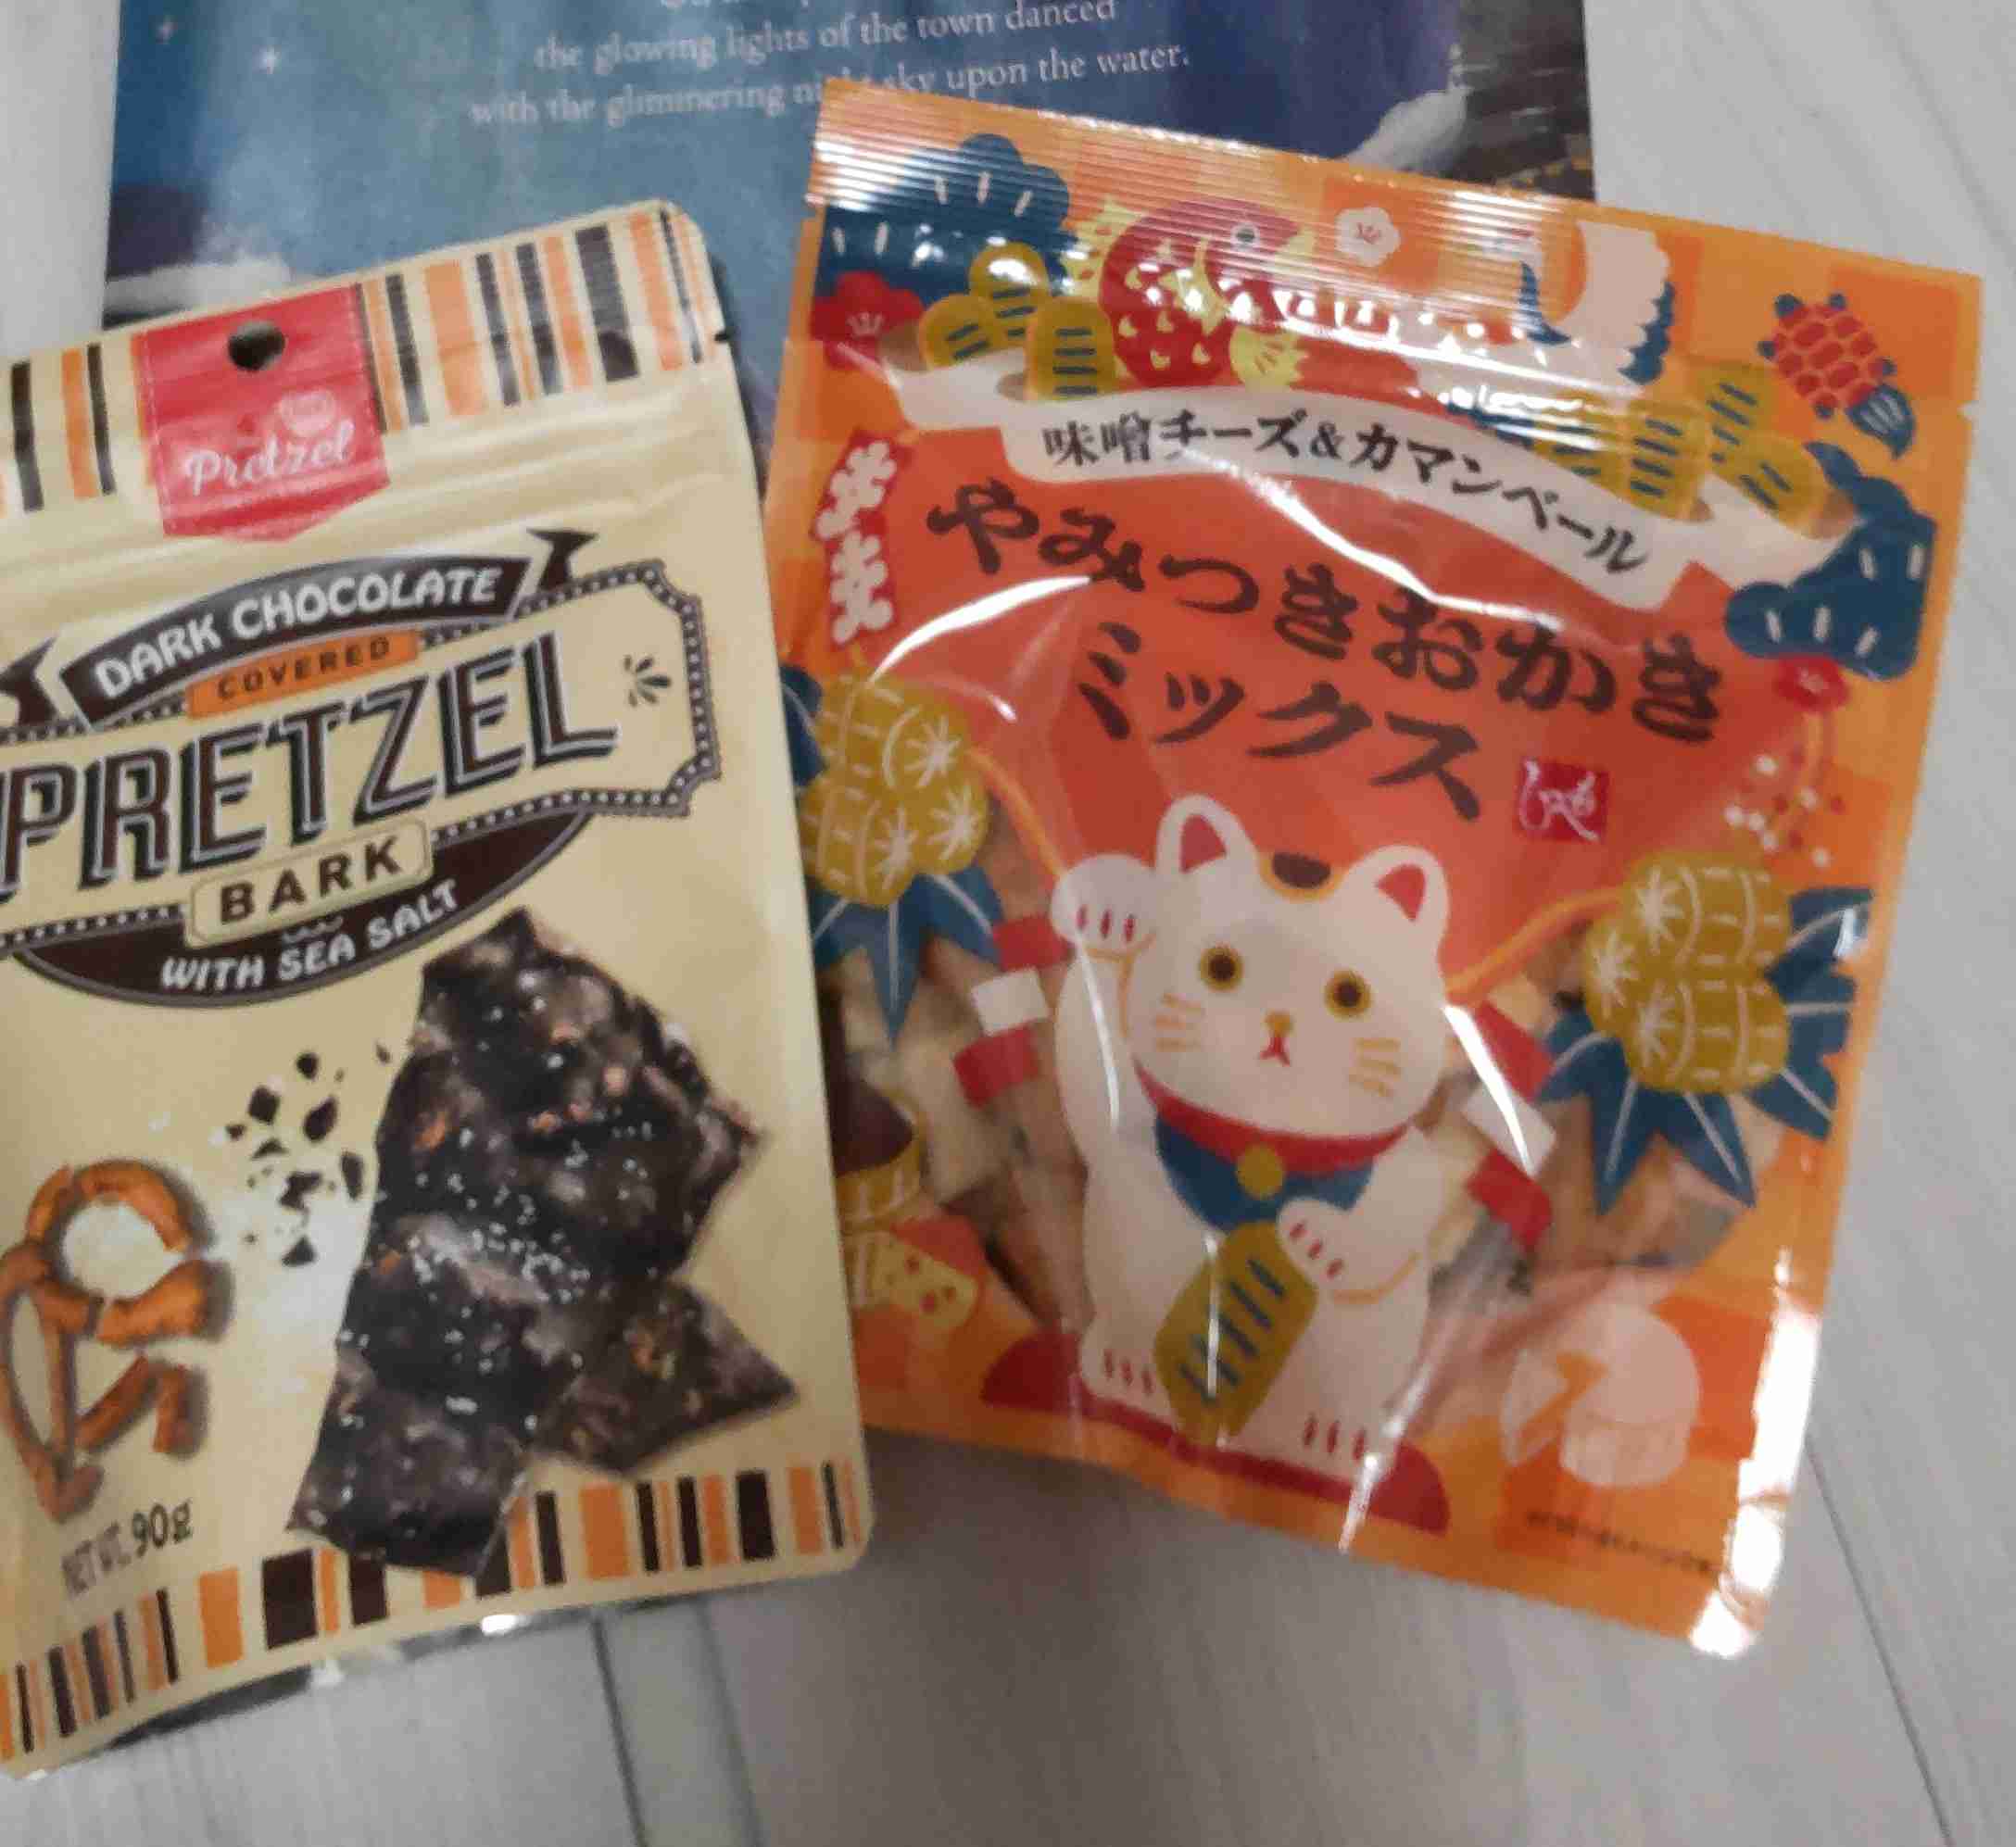 the glowing lights of the town danced
with the glimmering night sky upon the water.
Pretzel
DARK CHOCOLATE
COVERED
PRETZEL
BARK
WITH SEA SALT
NET WT. 90g
味噌チーズ&カマンベール
やみつきおかき
ミックス